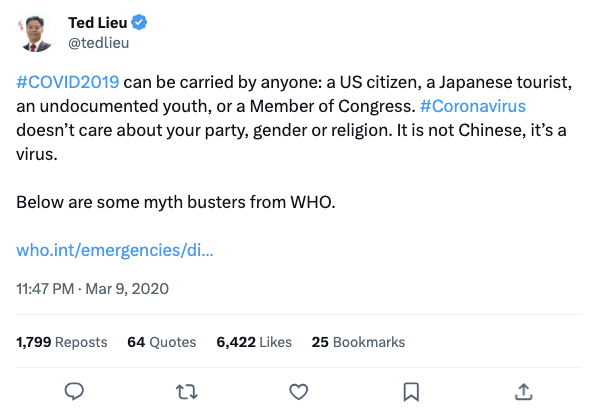 Ted Lieu
@tedlieu
#COVID2019 can be carried by anyone: a US citizen, a Japanese tourist,
an undocumented youth, or a Member of Congress. #Coronavirus
doesn’t care about your party, gender or religion. It is not Chinese, it’s a
virus.
Below are some myth busters from WHO.
who.int/emergencies/di...
11:47 PM · Mar 9, 2020
1,799 Reposts 64 Quotes 6,422 Likes 25 Bookmarks